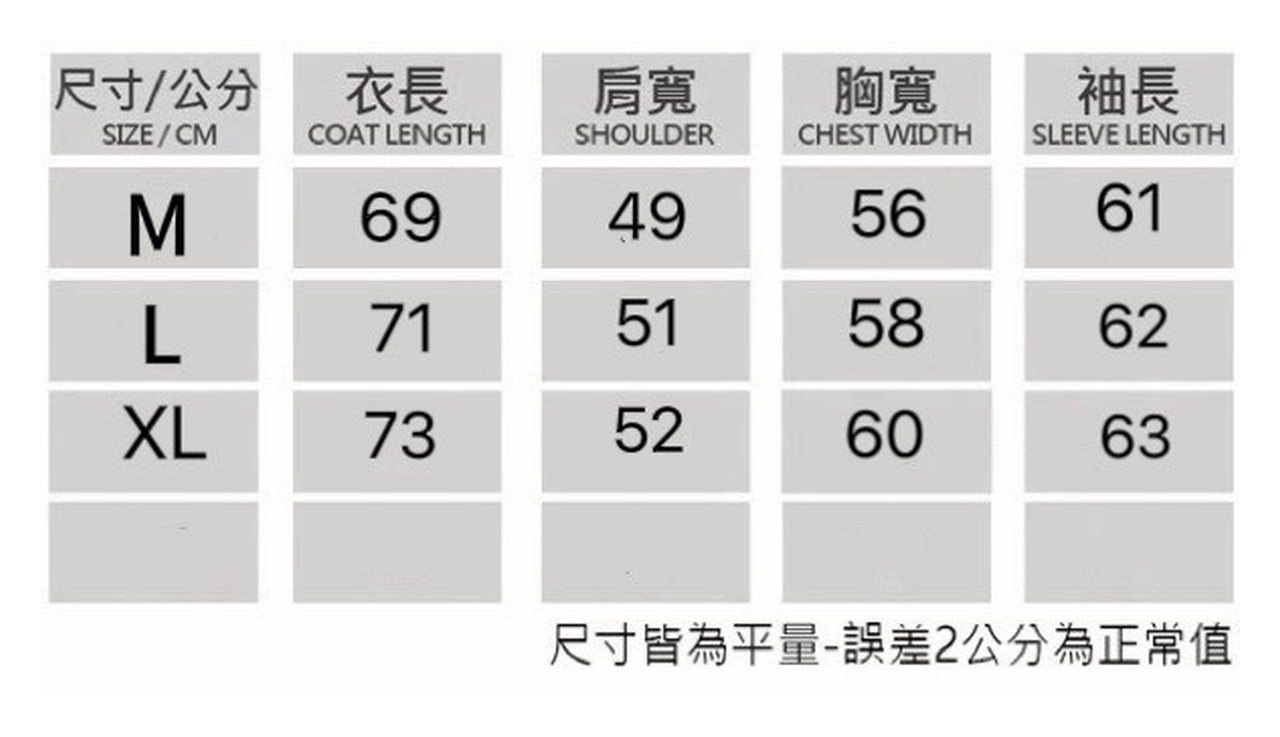 尺寸/公分 衣長 肩寬 胸寬 袖長
SIZE / CM COAT LENGTH SHOULDER CHEST WIDTH SLEEVE LENGTH
M 69 49 56 61
L 71 51 58 62
XL 73 52 60 63
尺寸皆為平量-誤差2公分為正常值